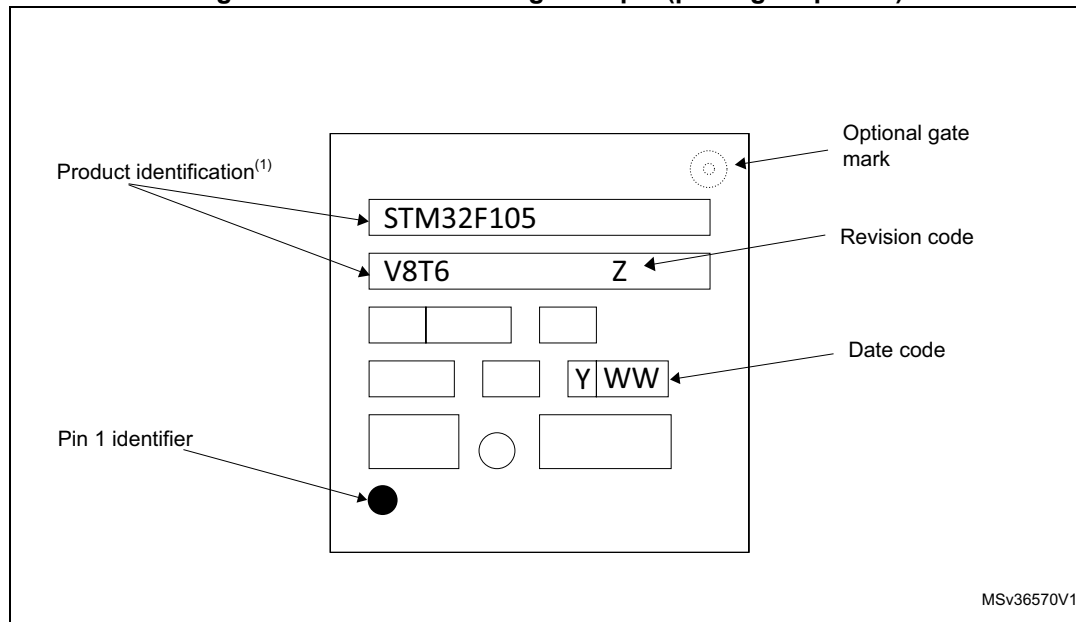 Optional gate
mark
Product identification(1)
STM32F105
Revision code
V8T6 Z
Date code
Y WW
Pin 1 identifier
MSv36570V1